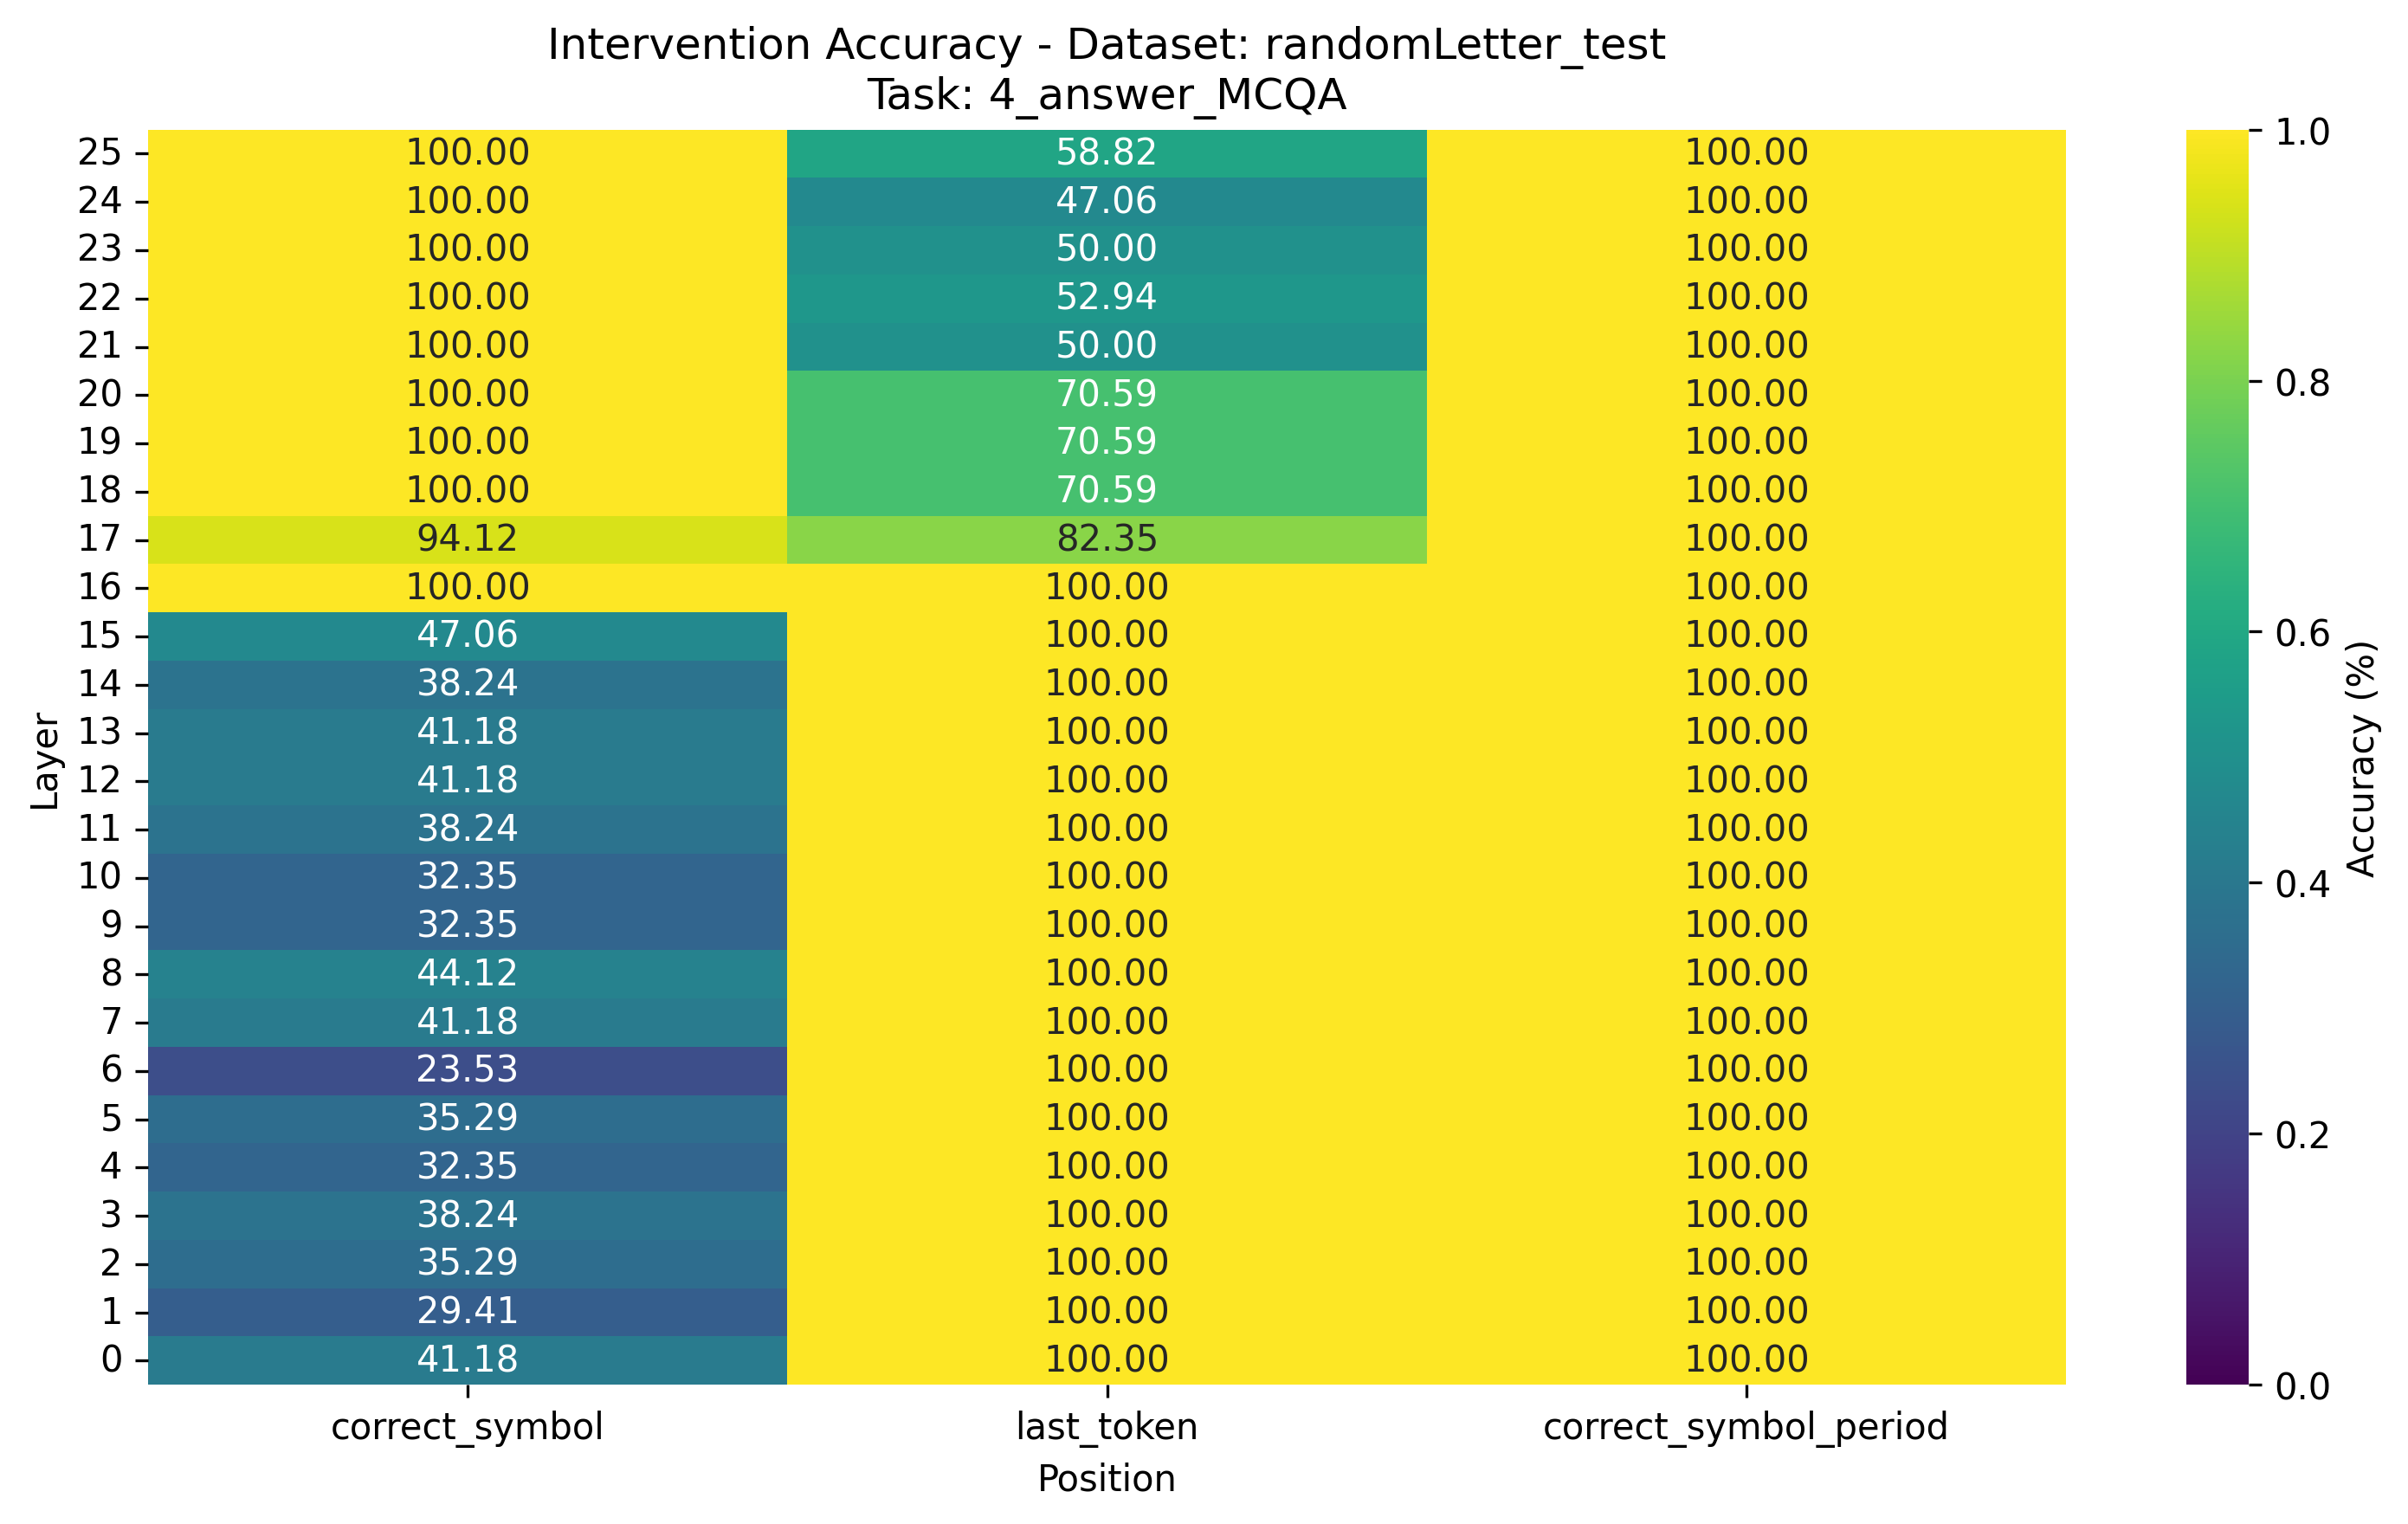 Intervention Accuracy - Dataset: randomLetter_test
Task: 4_answer_MCQA
25 100.00 58.82 100.00
24 100.00 47.06 100.00
23 100.00 50.00 100.00
22 100.00 52.94 100.00
21 100.00 50.00 100.00
20 100.00 70.59 100.00
19 100.00 70.59 100.00
18 100.00 70.59 100.00
17 94.12 82.35 100.00
16 100.00 100.00 100.00
15 47.06 100.00 100.00
14 38.24 100.00 100.00
13 41.18 100.00 100.00
12 41.18 100.00 100.00
11 38.24 100.00 100.00
10 32.35 100.00 100.00
9 32.35 100.00 100.00
8 44.12 100.00 100.00
7 41.18 100.00 100.00
6 23.53 100.00 100.00
5 35.29 100.00 100.00
4 32.35 100.00 100.00
3 38.24 100.00 100.00
2 35.29 100.00 100.00
1 29.41 100.00 100.00
0 41.18 100.00 100.00
correct_symbol last_token correct_symbol_period
Position
Layer
1.0
0.8
0.6
0.4
0.2
0.0
Accuracy (%)